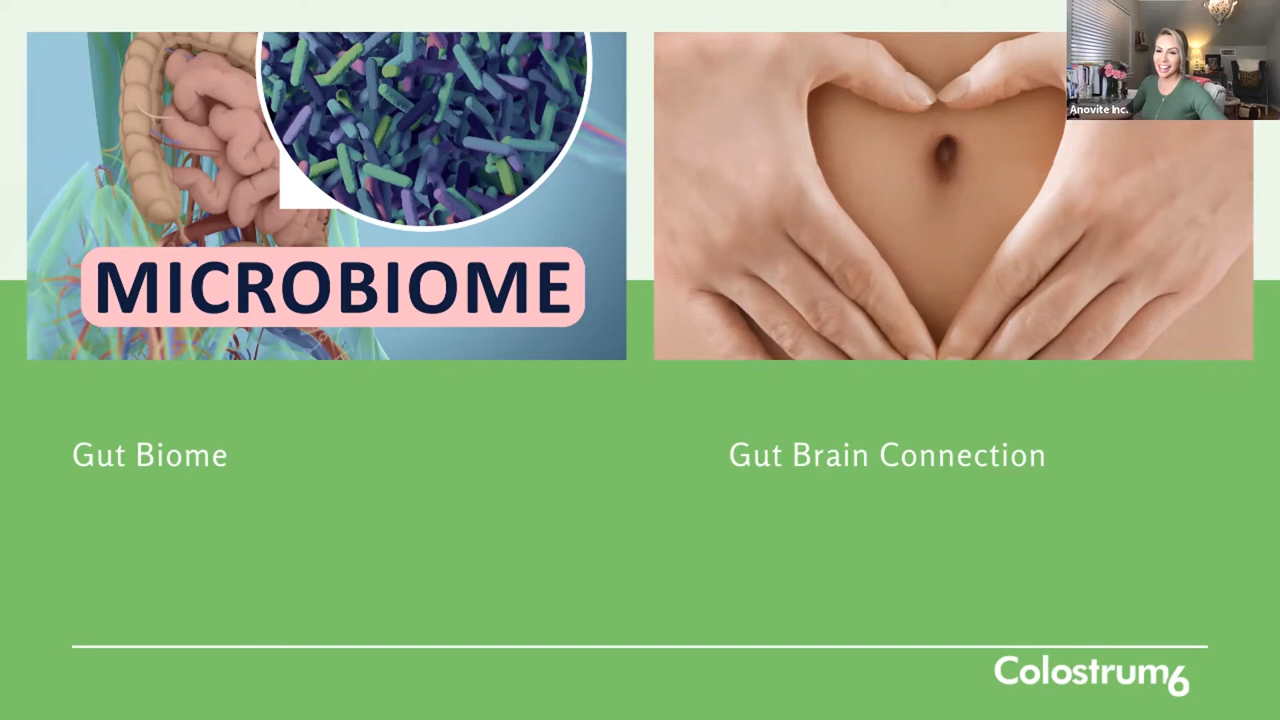 Anovite Inc.
MICROBIOME
Gut Biome
Gut Brain Connection
Colostrum6